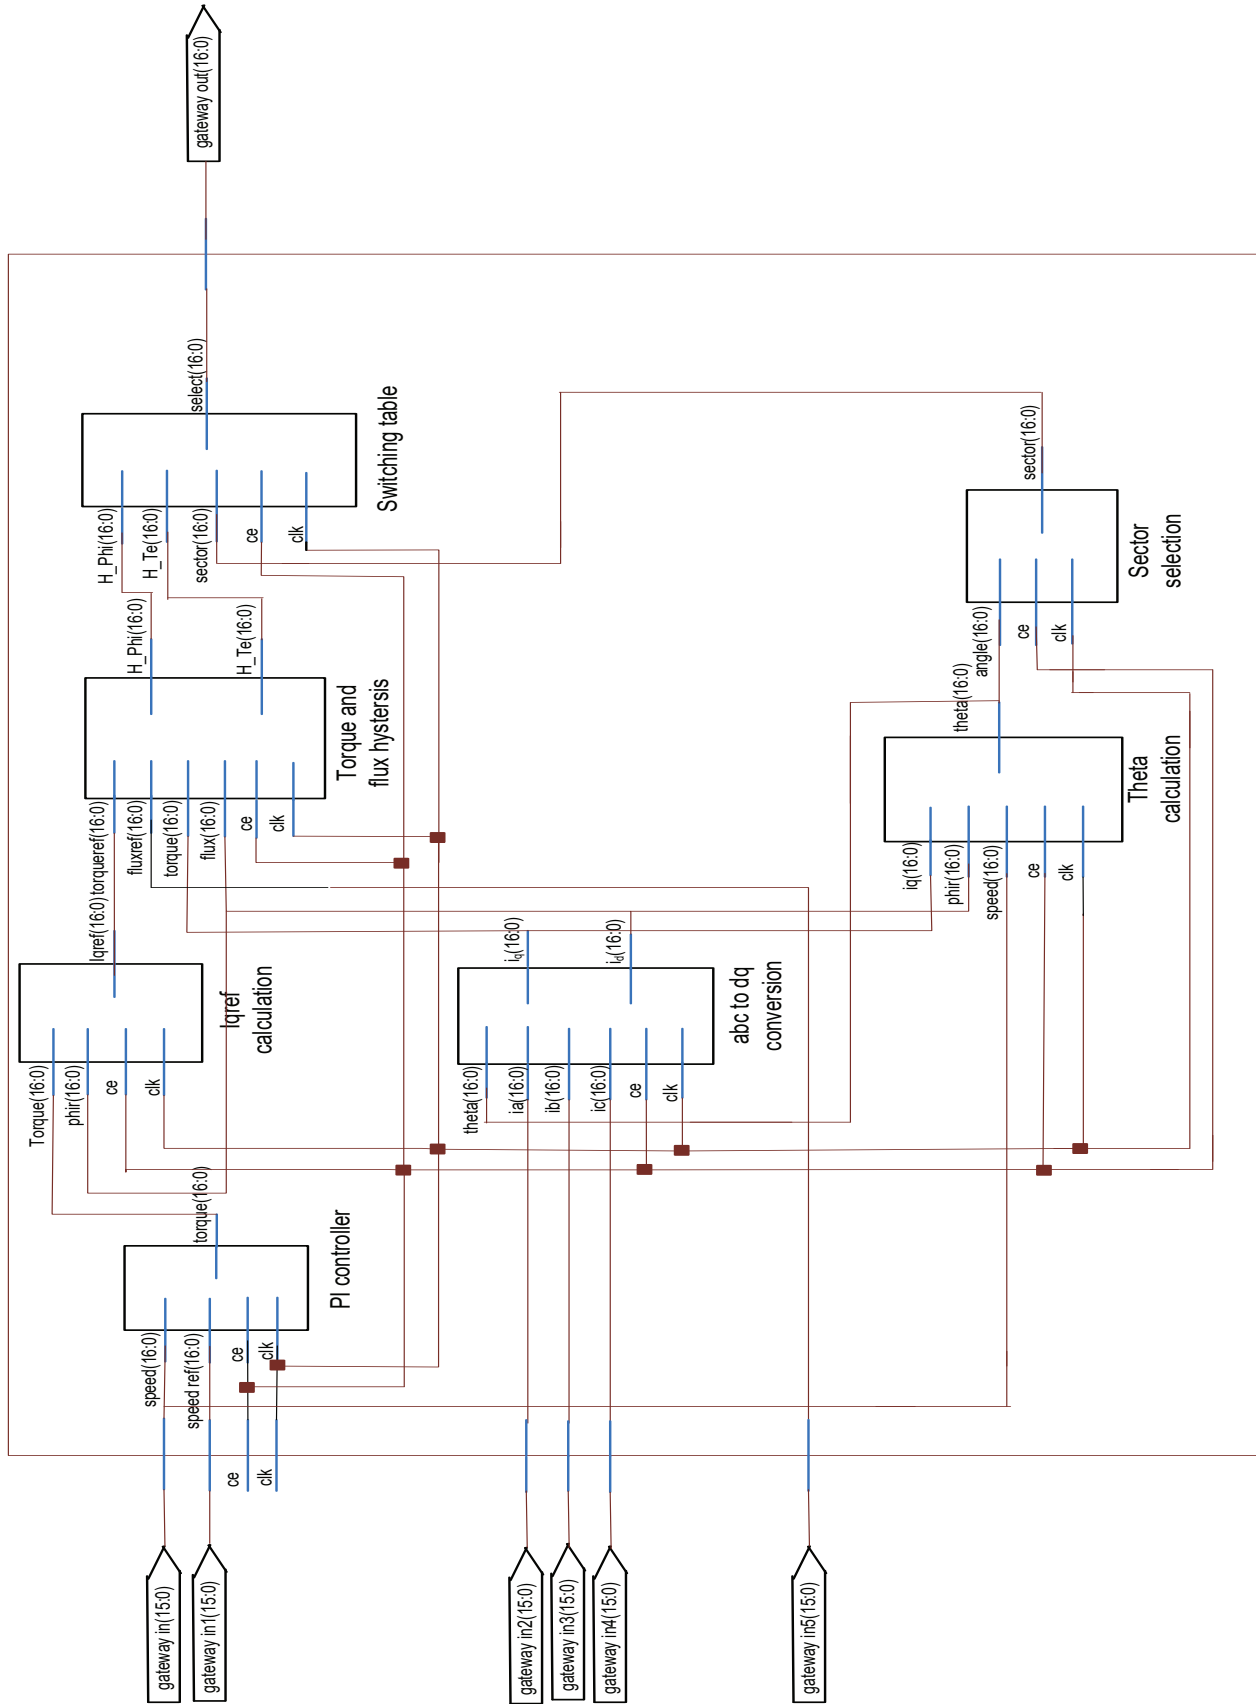 gateway in(15:0)
gateway in1(15:0)
ce
clk
gateway in2(15:0)
gateway in3(15:0)
gateway in4(15:0)
gateway in5(15:0)
speed(16:0)
speed ref(16:0)
ce
clk
torque(16:0)
PI controller
Torque(16:0)
phir(16:0)
ce
clk
Iqref(16:0)
Iqref
calculation
torqueref(16:0)
fluxref(16:0)
torque(16:0)
flux(16:0)
ce
clk
H_Phi(16:0)
H_Te(16:0)
Torque and
flux hystersis
H_Phi(16:0)
H_Te(16:0)
sector(16:0)
ce
clk
select(16:0)
Switching table
gateway out(16:0)
theta(16:0)
ia(16:0)
ib(16:0)
ic(16:0)
ce
clk
iq(16:0)
id(16:0)
abc to dq
conversion
iq(16:0)
phir(16:0)
speed(16:0)
ce
clk
theta(16:0)
Theta
calculation
angle(16:0)
ce
clk
sector(16:0)
Sector
selection